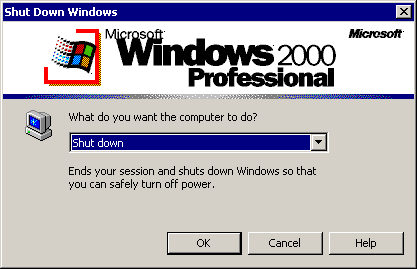 Shut Down Windows
Microsoft
Microsoft
Windows 2000
Professional
What do you want the computer to do?
Shut down
Ends your session and shuts down Windows so that
you can safely turn off power.
OK Cancel Help